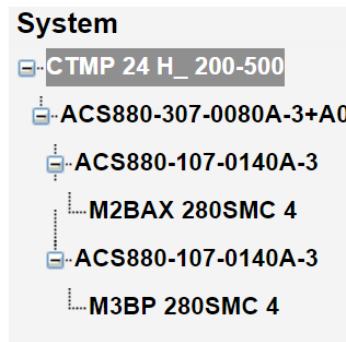 System
CTMP 24 H_ 200-500
ACS880-307-0080A-3+A0
ACS880-107-0140A-3
M2BAX 280SMC 4
ACS880-107-0140A-3
M3BP 280SMC 4